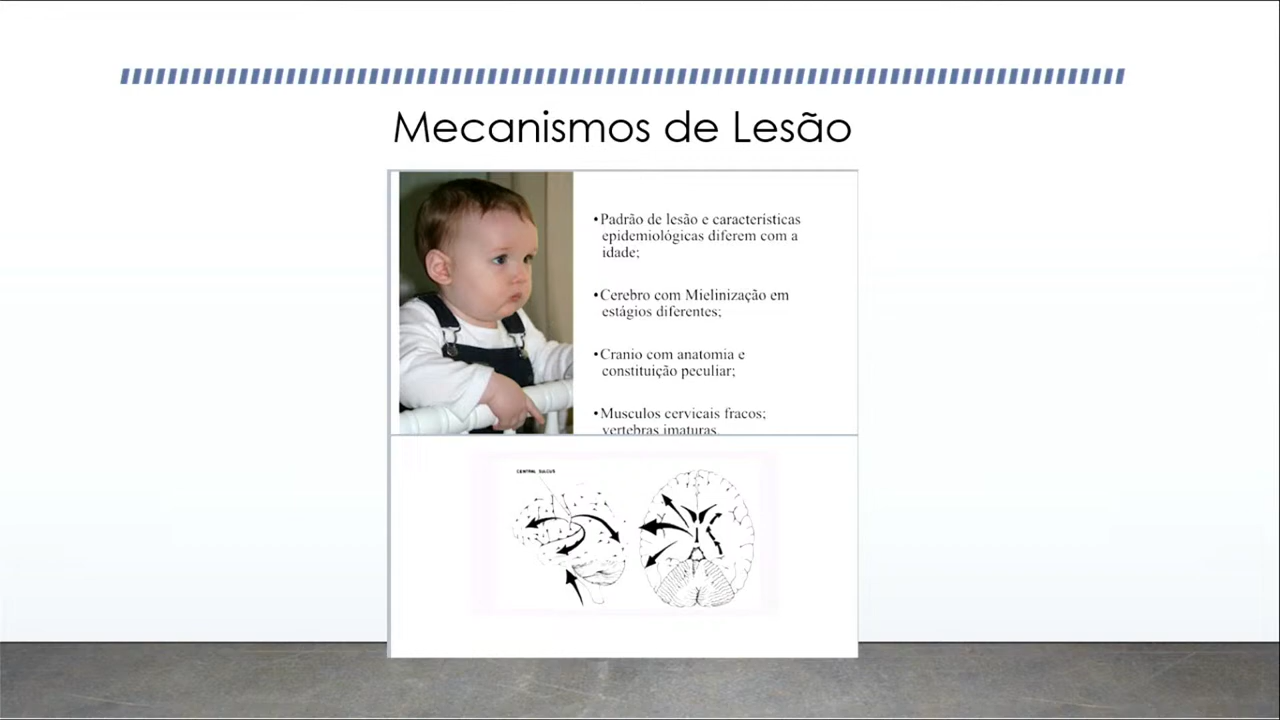 Mecanismos de Lesão
•Padrão de lesão e características
epidemiológicas diferem com a
idade;
•Cerebro com Mielinização em
estágios diferentes;
•Cranio com anatomia e
constituição peculiar;
•Musculos cervicais fracos;
vertebras imaturas.
CENTRAL SULCUS